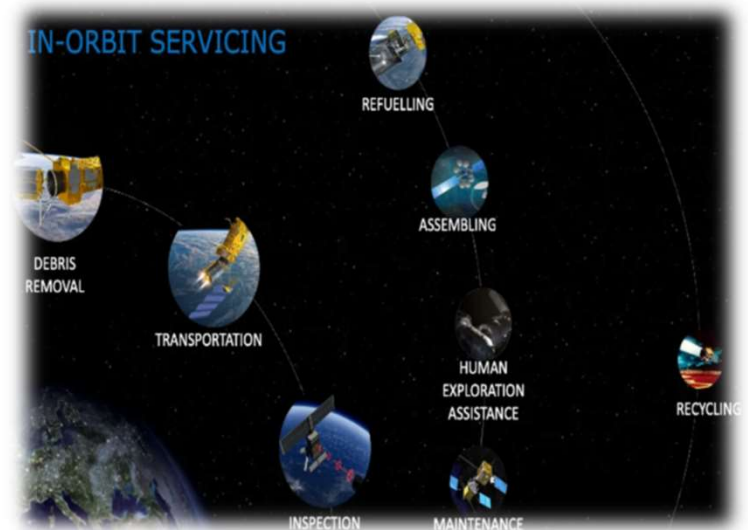 IN-ORBIT SERVICING
REFUELLING
ASSEMBLING
DEBRIS
REMOVAL
TRANSPORTATION
HUMAN
EXPLORATION
ASSISTANCE
RECYCLING
INSPECTION
MAINTENANCE